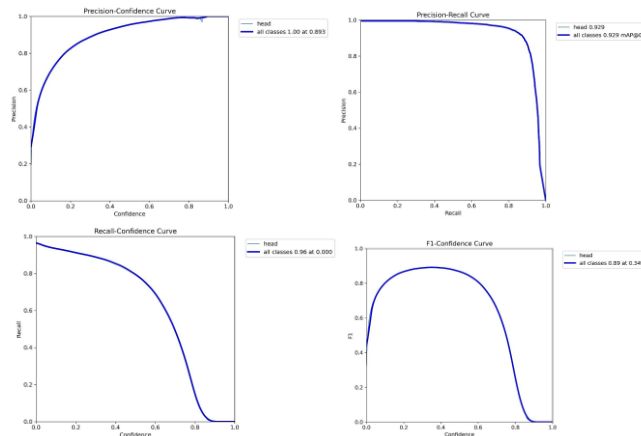 Precision-Confidence Curve
head
all classes 1.00 at 0.893
Precision
1.0
0.8
0.6
0.4
0.2
0.0
0.0 0.2 0.4 0.6 0.8 1.0
Confidence
Precision-Recall Curve
head 0.929
all classes 0.929
Precision
1.0
0.8
0.6
0.4
0.2
0.0
0.0 0.2 0.4 0.6 0.8 1.0
Recall
Recall-Confidence Curve
head
all classes 0.96 at 0.000
Recall
1.0
0.8
0.6
0.4
0.2
0.0
0.0 0.2 0.4 0.6 0.8 1.0
Confidence
F1-Confidence Curve
head
all classes 0.89 at
F1
1.0
0.8
0.6
0.4
0.2
0.0
0.0 0.2 0.4 0.6 0.8 1.0
Confidence